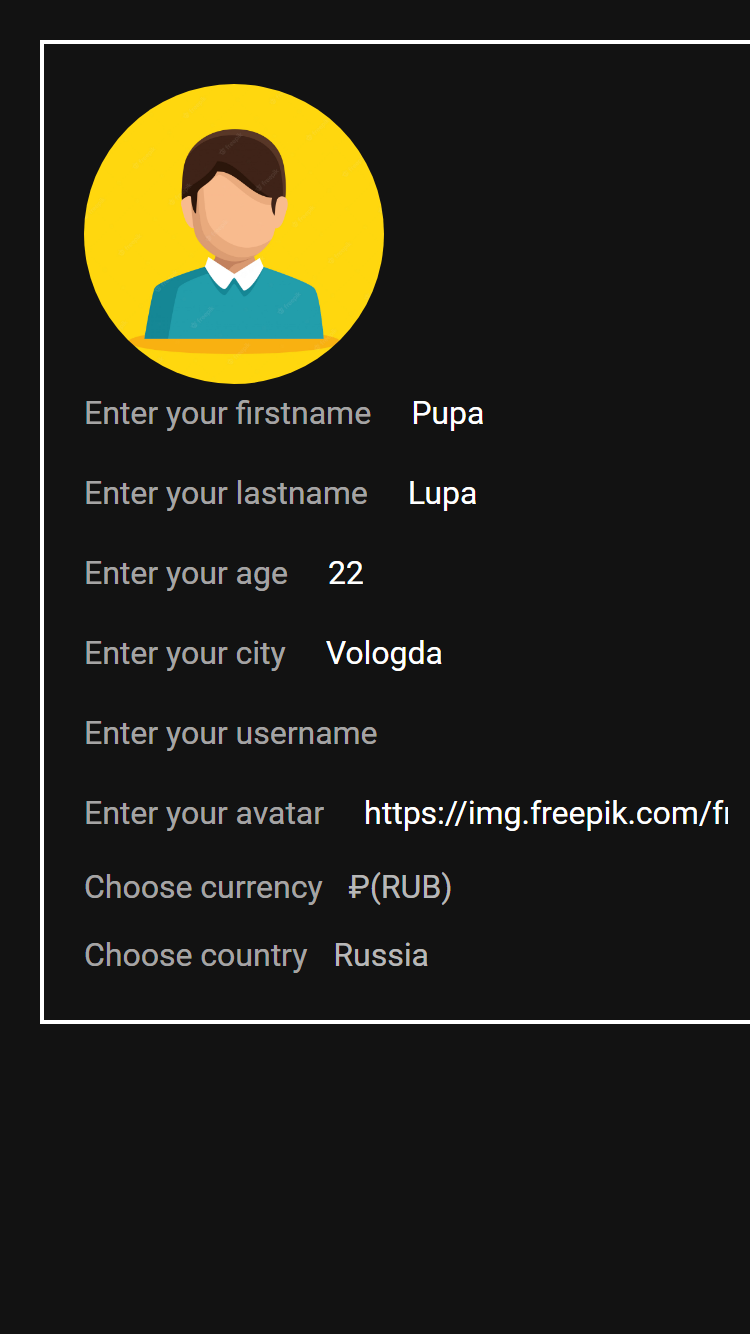 Enter your firstname Pupa
Enter your lastname Lupa
Enter your age 22
Enter your city Vologda
Enter your username
Enter your avatar https://img.freepik.com/fr
Choose currency ₽(RUB)
Choose country Russia